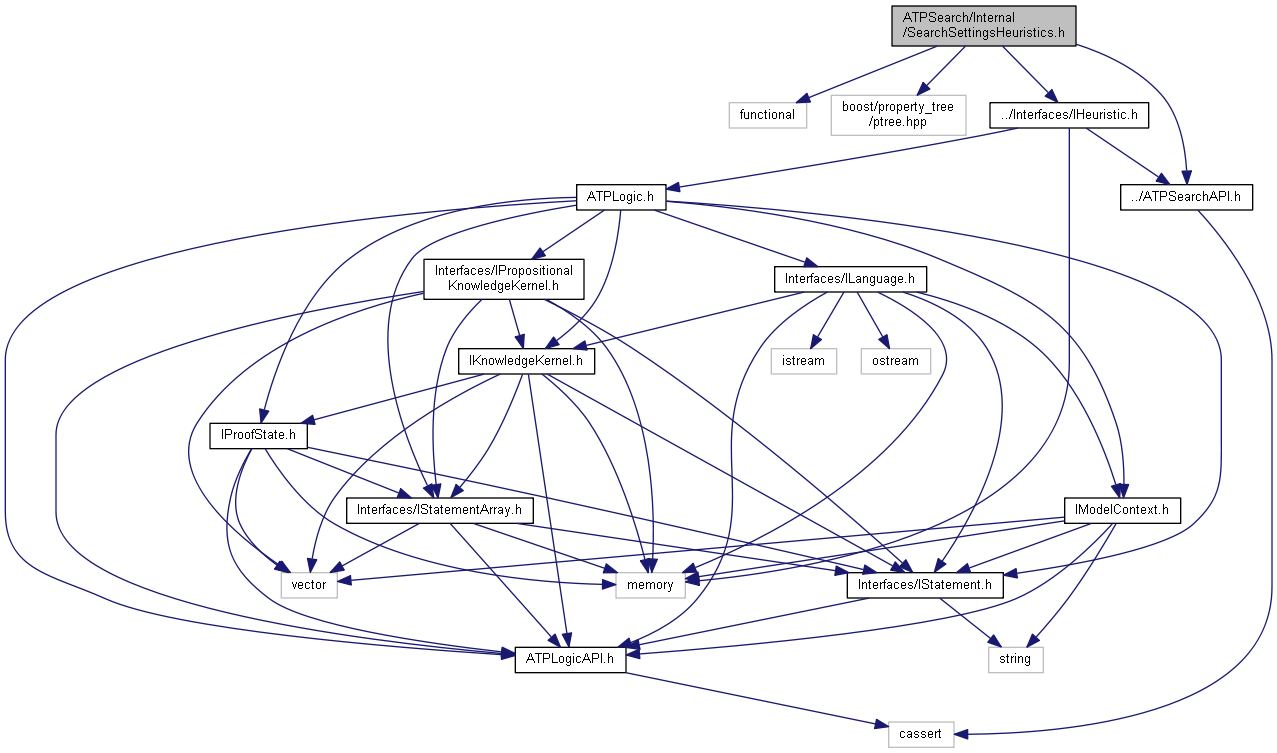 ATPSearch/Internal
/SearchSettingsHeuristics.h
functional
boost/property_tree
/ptree.hpp
../Interfaces/IHeuristic.h
ATPLogic.h
../ATPSearchAPI.h
Interfaces/IPropositional
KnowledgeKernel.h
Interfaces/ILanguage.h
IKnowledgeKernel.h
istream
ostream
IProofState.h
Interfaces/IStatementArray.h
IModelContext.h
vector
memory
Interfaces/IStatement.h
ATPLogicAPI.h
string
cassert